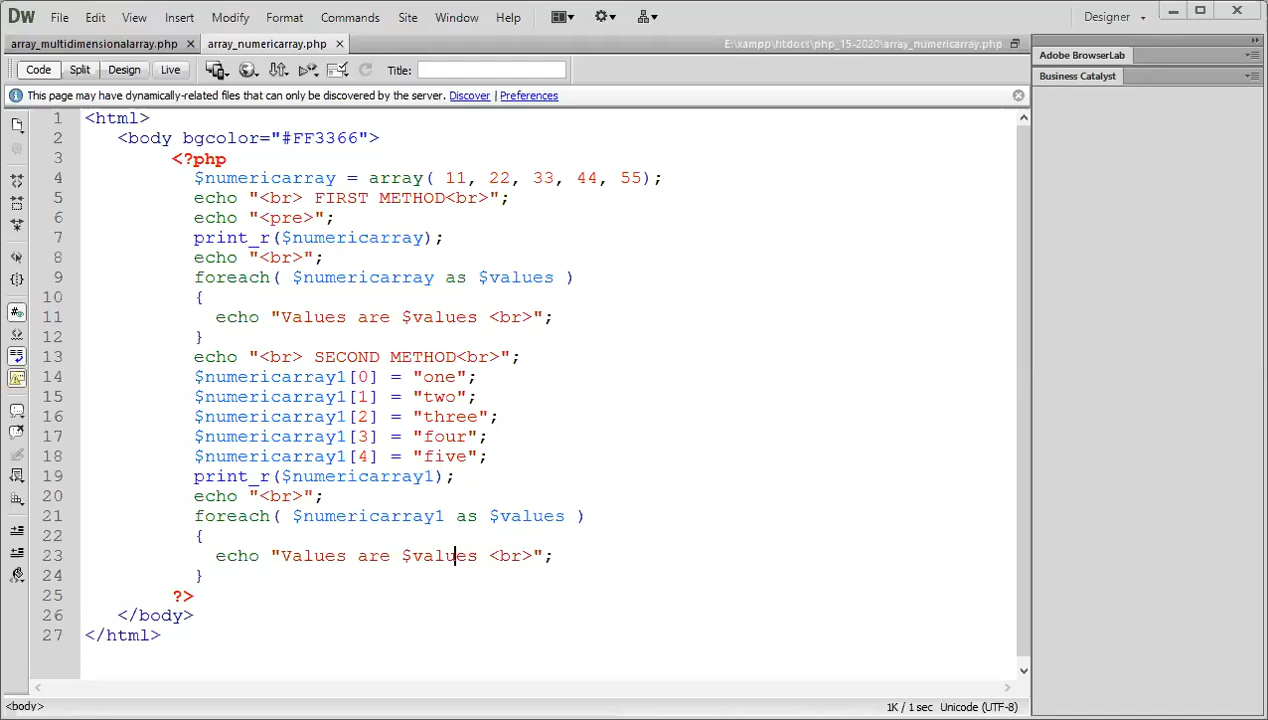 Dw File Edit View Insert Modify Format Commands Site Window Help Designer
array_multidimensionalarray.php array_numericarray.php E:\xampp\htdocs\php_15-2020\array_numericarray.php
Code Split Design Live Title:
This page may have dynamically-related files that can only be discovered by the server. Discover | Preferences
1 <html>
2 <body bgcolor="#FF3366">
3 <?php
4 $numericarray = array( 11, 22, 33, 44, 55);
5 echo "<br> FIRST METHOD<br>";
6 echo "<pre>";
7 print_r($numericarray);
8 echo "<br>";
9 foreach( $numericarray as $values )
10 {
11 echo "Values are $values <br>";
12 }
13 echo "<br> SECOND METHOD<br>";
14 $numericarray1[0] = "one";
15 $numericarray1[1] = "two";
16 $numericarray1[2] = "three";
17 $numericarray1[3] = "four";
18 $numericarray1[4] = "five";
19 print_r($numericarray1);
20 echo "<br>";
21 foreach( $numericarray1 as $values )
22 {
23 echo "Values are $values <br>";
24 }
25 ?>
26 </body>
27 </html>
<body> 1K / 1 sec Unicode (UTF-8)
Adobe BrowserLab
Business Catalyst